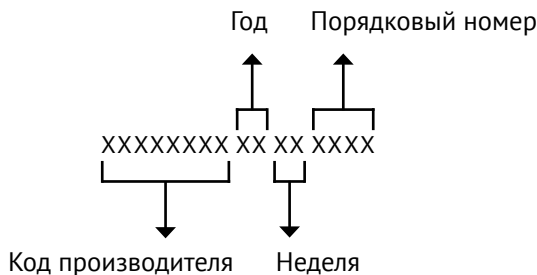 Год Порядковый номер
XXXXXXXX XX XX XXXX
Код производителя Неделя